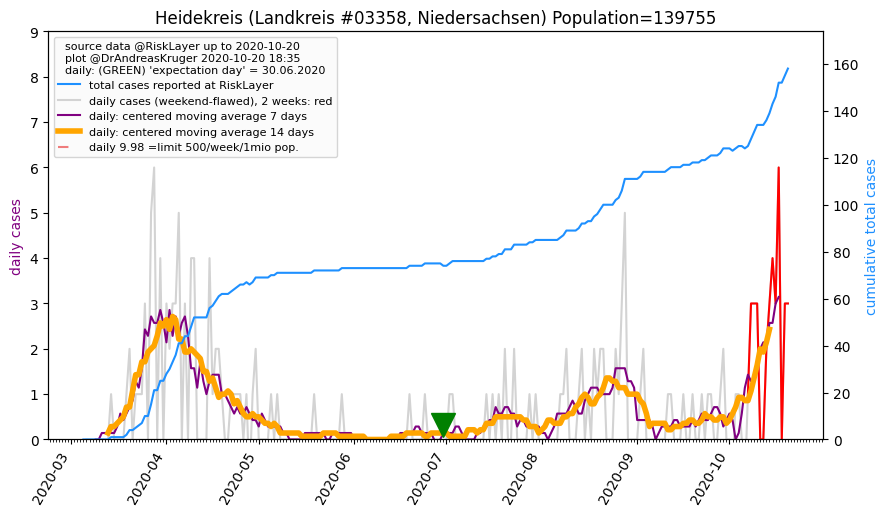 Heidekreis (Landkreis #03358, Niedersachsen) Population=139755
source data @RiskLayer up to 2020-10-20
plot @DrAndreasKruger 2020-10-20 18:35
daily: (GREEN) 'expectation day' = 30.06.2020
total cases reported at RiskLayer
daily cases (weekend-flawed), 2 weeks: red
daily: centered moving average 7 days
daily: centered moving average 14 days
daily 9.98 =limit 500/week/1mio pop.
daily cases
9
8
7
6
5
4
3
2
1
0
cumulative total cases
160
140
120
100
80
60
40
20
0
2020-03
2020-04
2020-05
2020-06
2020-07
2020-08
2020-09
2020-10